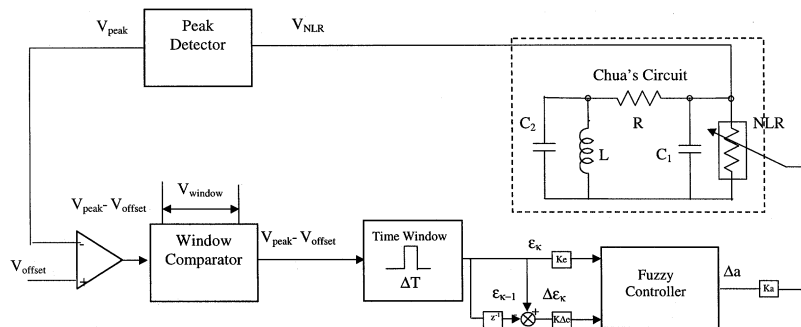 V_peak
Peak
Detector
V_NLR
Chua's Circuit
C_2
R
NLR
L
C_1
V_peak- V_offset
V_window
-
V_offset
+
Window
Comparator
V_peak- V_offset
Time Window
ΔT
ε_κ
Ke
Fuzzy
Controller
Δa
Ka
ε_κ-1
Δε_κ
z^-1
+
KΔe